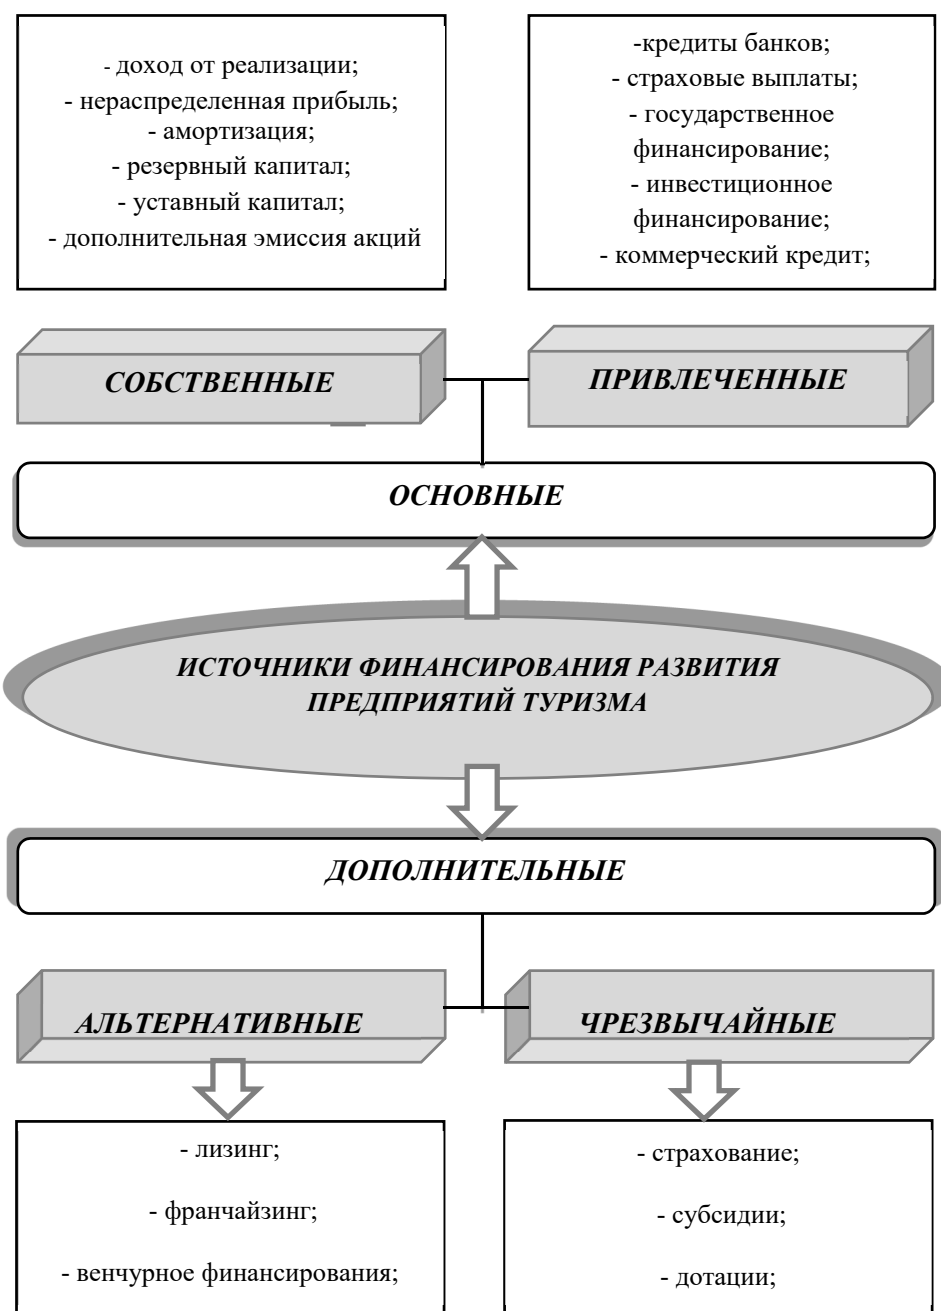 - доход от реализации;
- нераспределенная прибыль;
- амортизация;
- резервный капитал;
- уставный капитал;
- дополнительная эмиссия акций
-кредиты банков;
- страховые выплаты;
- государственное
финансирование;
- инвестиционное
финансирование;
- коммерческий кредит;
СОБСТВЕННЫЕ
ПРИВЛЕЧЕННЫЕ
ОСНОВНЫЕ
ИСТОЧНИКИ ФИНАНСИРОВАНИЯ РАЗВИТИЯ
ПРЕДПРИЯТИЙ ТУРИЗМА
ДОПОЛНИТЕЛЬНЫЕ
АЛЬТЕРНАТИВНЫЕ
ЧРЕЗВЫЧАЙНЫЕ
- лизинг;
- франчайзинг;
- венчурное финансирования;
- страхование;
- субсидии;
- дотации;